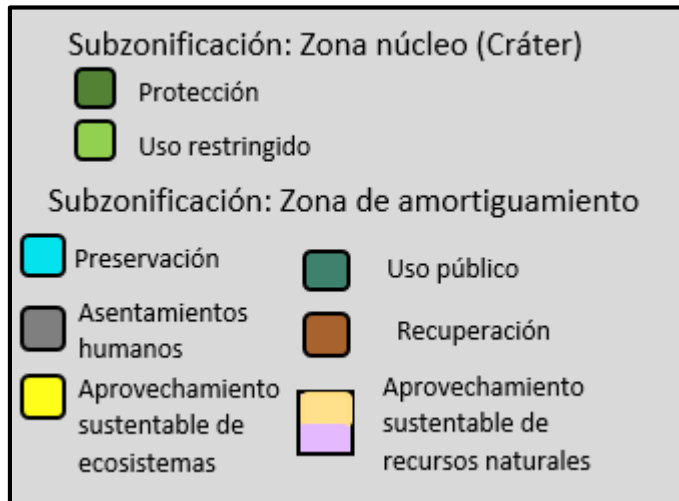 Subzonificación: Zona núcleo (Cráter)
Protección
Uso restringido
Subzonificación: Zona de amortiguamiento
Preservación
Uso público
Asentamientos
humanos
Recuperación
Aprovechamiento
sustentable de
ecosistemas
Aprovechamiento
sustentable de
recursos naturales